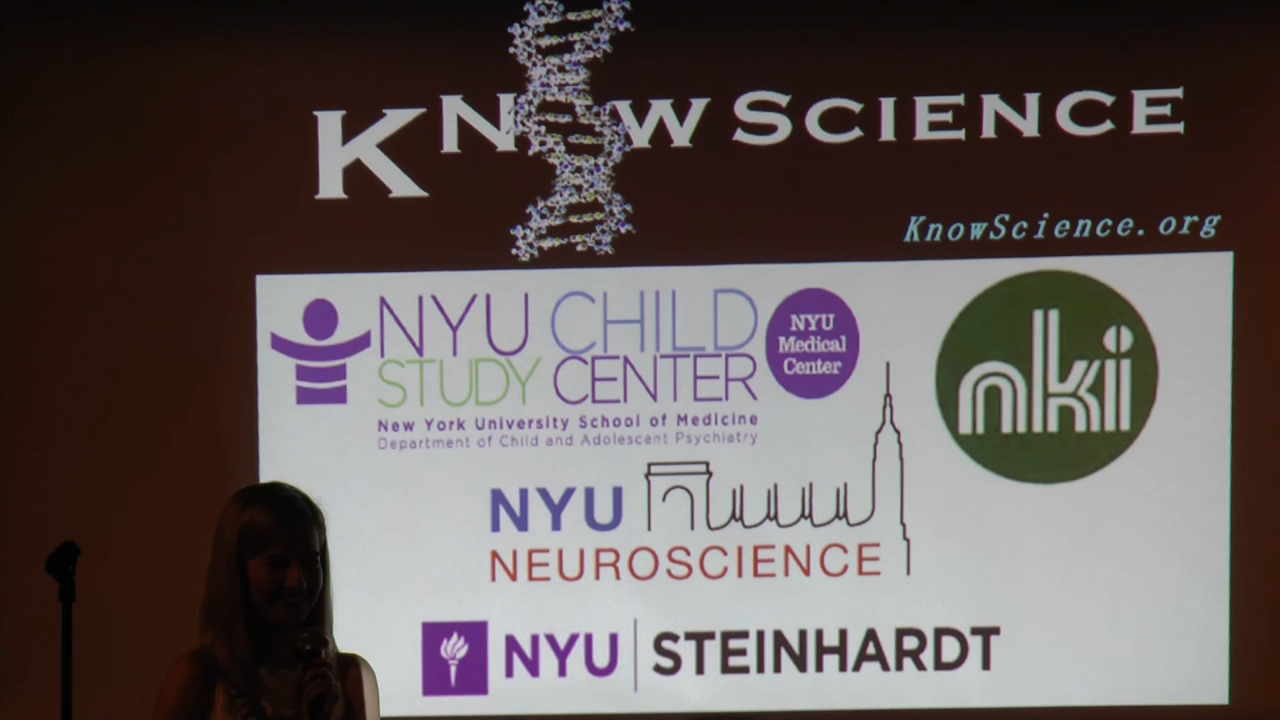 KNOW SCIENCE
KnowScience.org
NYU CHILD
STUDY CENTER
New York University School of Medicine
Department of Child and Adolescent Psychiatry
NYU
Medical
Center
nki
NYU
NEUROSCIENCE
NYU STEINHARDT